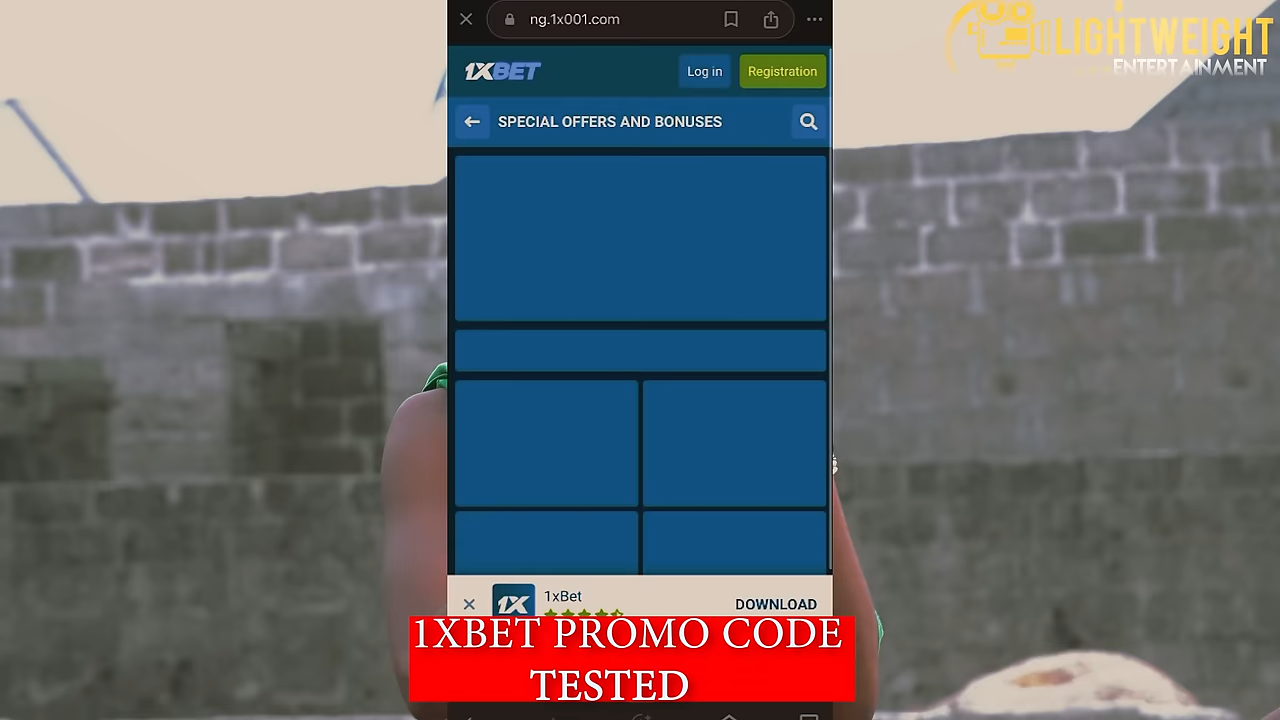 ng.1x001.com
LIGHTWEIGHT
ENTERTAINMENT
1XBET
Log in
Registration
SPECIAL OFFERS AND BONUSES
1X
1xBet
DOWNLOAD
1XBET PROMO CODE
TESTED